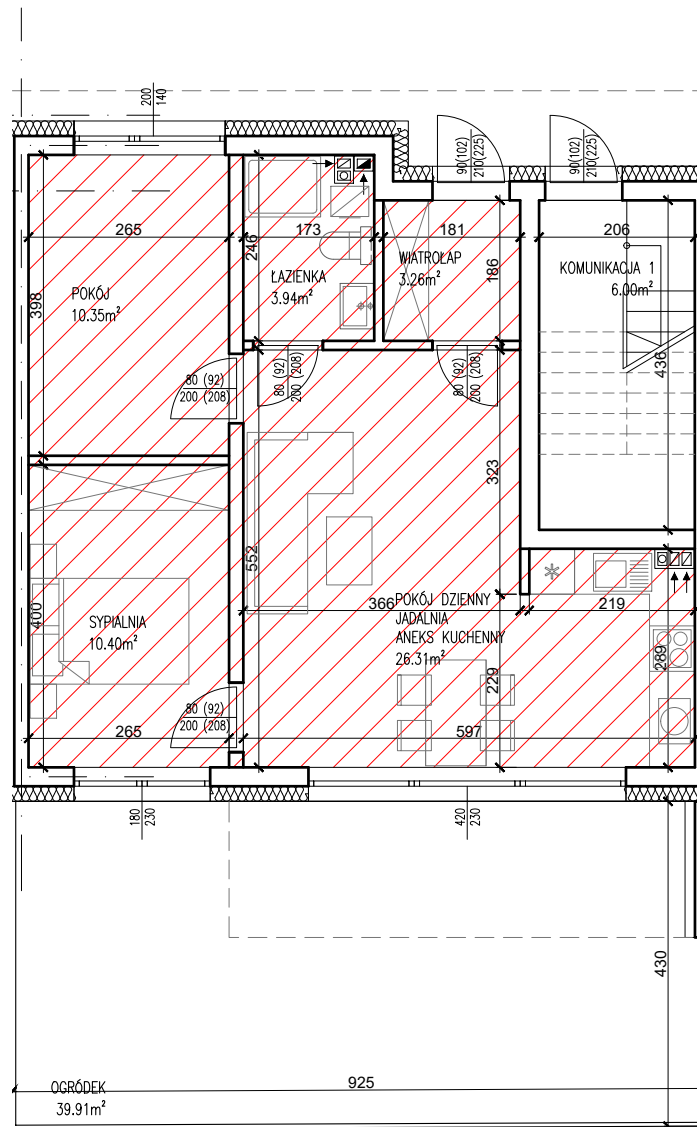 200
140
90(102)
210(225)
90(102)
210(225)
265
173
181
206
246
ŁAZIENKA
3.94m²
WIATROŁAP
3.26m²
186
KOMUNIKACJA 1
6.00m²
398
POKÓJ
10.35m²
436
80 (92)
200 (208)
80 (92)
200 (208)
80 (92)
200 (208)
323
552
400
SYPIALNIA
10.40m²
366
POKÓJ DZIENNY
JADALNIA
ANEKS KUCHENNY
26.31m²
219
289
229
80 (92)
200 (208)
265
597
180
230
420
230
430
925
OGRÓDEK
39.91m²